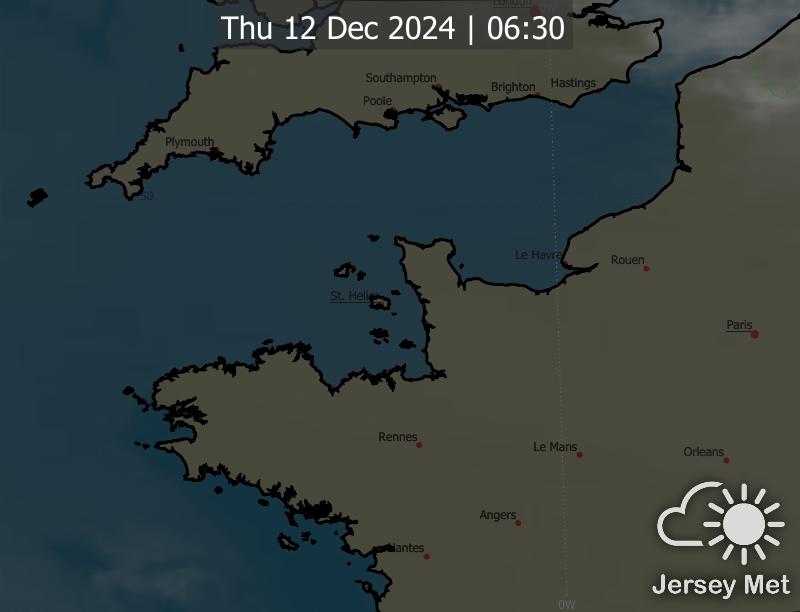 London
Thu 12 Dec 2024 | 06:30
Southampton
Brighton
Hastings
Poole
Plymouth
50
Le Havre
Rouen
St. Helier
Paris
Rennes
Le Mans
Orleans
Angers
Nantes
Jersey Met
0W